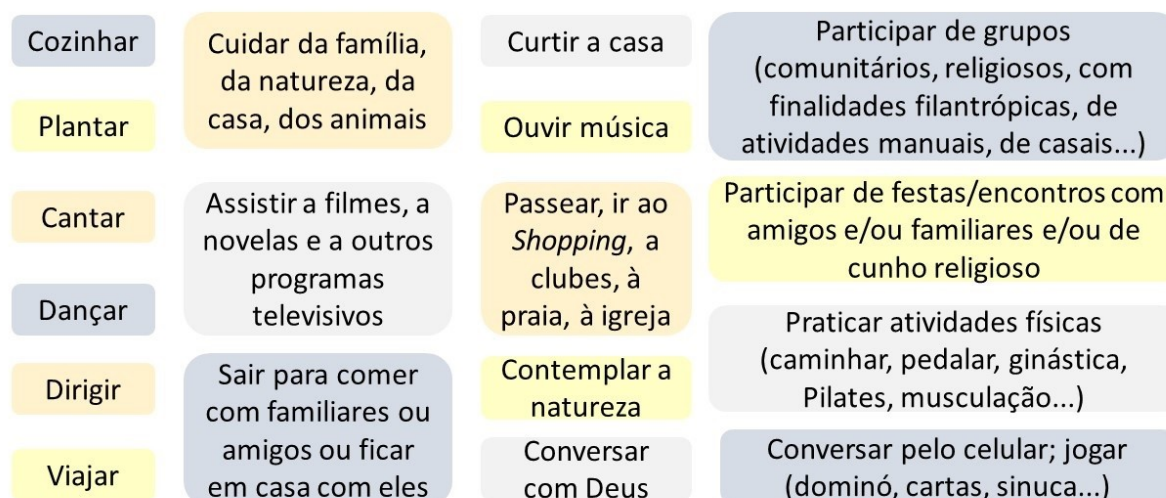 Cozinhar
Plantar
Cantar
Dançar
Dirigir
Viajar
Cuidar da família,
da natureza, da
casa, dos animais
Assistir a filmes, a
novelas e a outros
programas
televisivos
Sair para comer
com familiares ou
amigos ou ficar
em casa com eles
Curtir a casa
Ouvir música
Passear, ir ao
Shopping, a
clubes, à
praia, à igreja
Contemplar a
natureza
Conversar
com Deus
Participar de grupos
(comunitários, religiosos, com
finalidades filantrópicas, de
atividades manuais, de casais...)
Participar de festas/encontros com
amigos e/ou familiares e/ou de
cunho religioso
Praticar atividades físicas
(caminhar, pedalar, ginástica,
Pilates, musculação...)
Conversar pelo celular; jogar
(dominó, cartas, sinuca...)